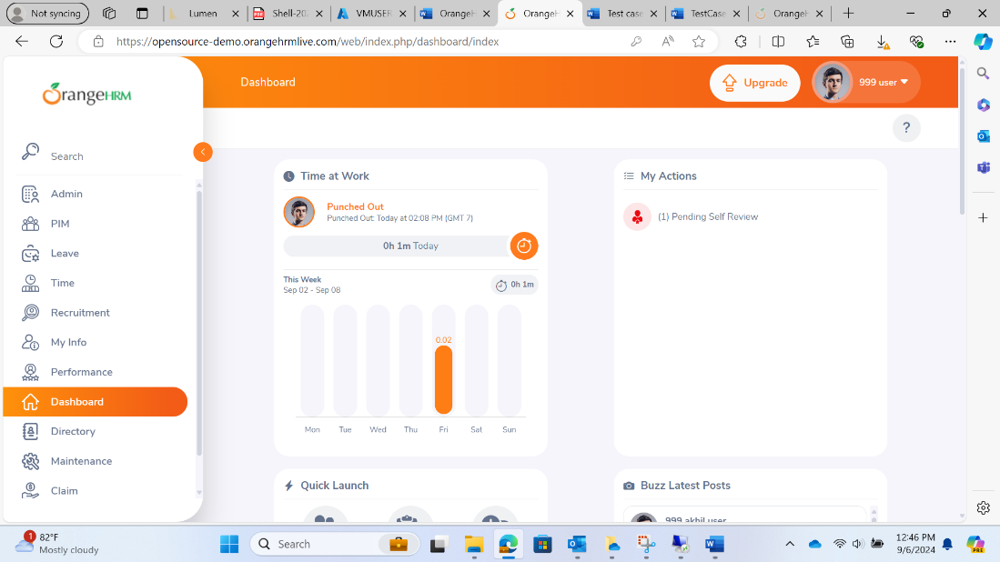 Not syncing
Lumen
Shell-20
VMUSER
OrangeH
OrangeH
Test case
TestCase
OrangeH
https://opensource-demo.orangehrmlive.com/web/index.php/dashboard/index
OrangeHRM
Dashboard
Upgrade
999 user
?
Search
Admin
PIM
Leave
Time
Recruitment
My Info
Performance
Dashboard
Directory
Maintenance
Claim
Time at Work
Punched Out
Punched Out: Today at 02:08 PM (GMT 7)
0h 1m Today
This Week
Sep 02 - Sep 08
0h 1m
0.02
Mon Tue Wed Thu Fri Sat Sun
My Actions
(1) Pending Self Review
Quick Launch
Buzz Latest Posts
999 akhil user
1
82°F
Mostly cloudy
Search
12:46 PM
9/6/2024
PRE